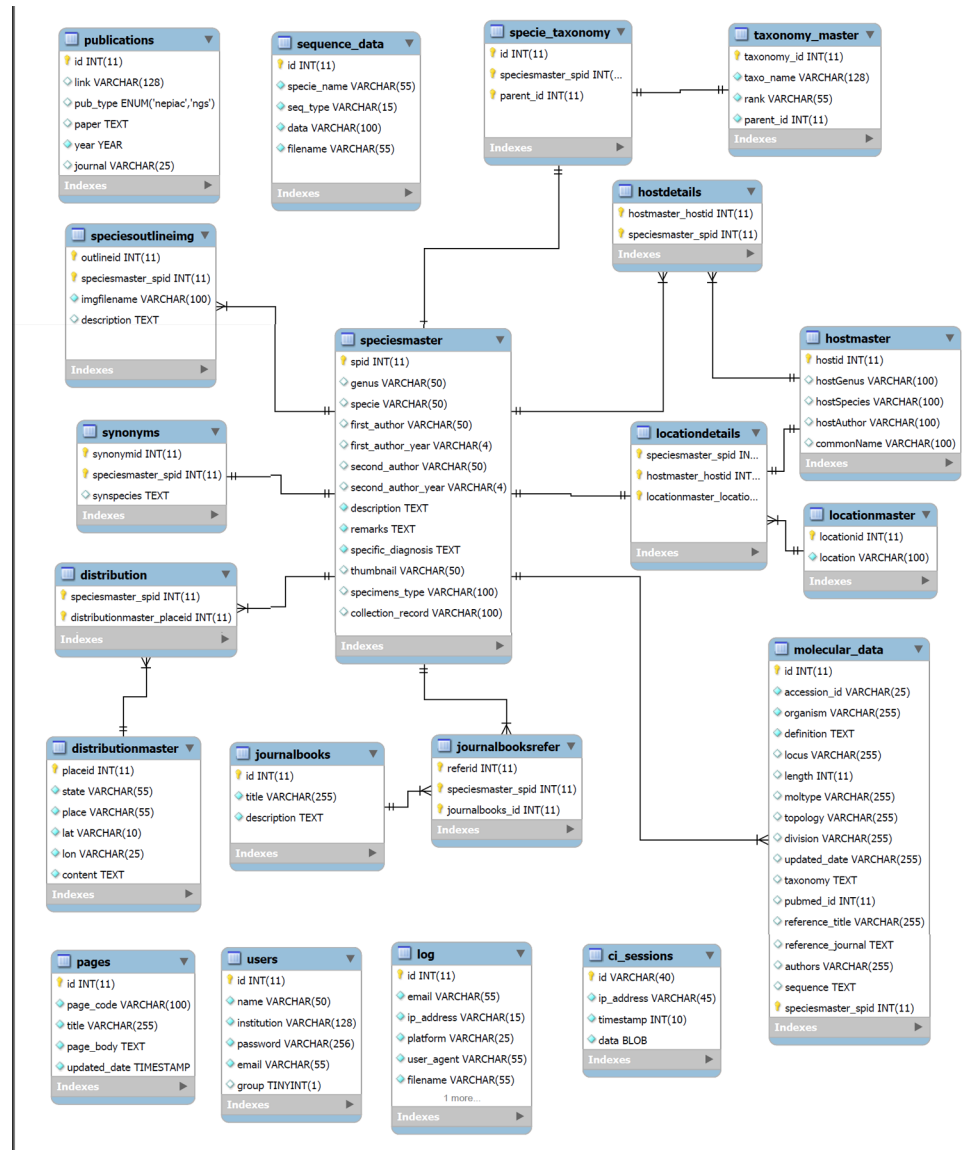 publications
id INT(11)
link VARCHAR(128)
pub_type ENUM('nepiac','ngs')
paper TEXT
year YEAR
journal VARCHAR(25)
Indexes
sequence_data
id INT(11)
specie_name VARCHAR(55)
seq_type VARCHAR(15)
data VARCHAR(100)
filename VARCHAR(55)
Indexes
specie_taxonomy
id INT(11)
speciesmaster_spid INT(...
parent_id INT(11)
Indexes
taxonomy_master
taxonomy_id INT(11)
taxo_name VARCHAR(128)
rank VARCHAR(55)
parent_id INT(11)
Indexes
hostdetails
hostmaster_hostid INT(11)
speciesmaster_spid INT(11)
Indexes
speciesoutlineimg
outlineid INT(11)
speciesmaster_spid INT(11)
imgfilename VARCHAR(100)
description TEXT
Indexes
speciesmaster
spid INT(11)
genus VARCHAR(50)
specie VARCHAR(50)
first_author VARCHAR(50)
first_author_year VARCHAR(4)
second_author VARCHAR(50)
second_author_year VARCHAR(4)
description TEXT
remarks TEXT
specific_diagnosis TEXT
thumbnail VARCHAR(50)
specimens_type VARCHAR(100)
collection_record VARCHAR(100)
Indexes
hostmaster
hostid INT(11)
hostGenus VARCHAR(100)
hostSpecies VARCHAR(100)
hostAuthor VARCHAR(100)
commonName VARCHAR(100)
Indexes
synonyms
synonymid INT(11)
speciesmaster_spid INT(11)
synspecies TEXT
Indexes
locationdetails
speciesmaster_spid IN...
hostmaster_hostid INT...
locationmaster_locatio...
Indexes
locationmaster
locationid INT(11)
location VARCHAR(100)
Indexes
distribution
speciesmaster_spid INT(11)
distributionmaster_placeid INT(11)
Indexes
molecular_data
id INT(11)
accession_id VARCHAR(25)
organism VARCHAR(255)
definition TEXT
locus VARCHAR(255)
length INT(11)
moltype VARCHAR(255)
topology VARCHAR(255)
division VARCHAR(255)
updated_date VARCHAR(255)
taxonomy TEXT
pubmed_id INT(11)
reference_title VARCHAR(255)
reference_journal TEXT
authors VARCHAR(255)
sequence TEXT
speciesmaster_spid INT(11)
Indexes
distributionmaster
placeid INT(11)
state VARCHAR(55)
place VARCHAR(55)
lat VARCHAR(10)
lon VARCHAR(25)
content TEXT
Indexes
journalbooks
id INT(11)
title VARCHAR(255)
description TEXT
Indexes
journalbooksrefer
referid INT(11)
speciesmaster_spid INT(11)
journalbooks_id INT(11)
Indexes
pages
id INT(11)
page_code VARCHAR(100)
title VARCHAR(255)
page_body TEXT
updated_date TIMESTAMP
Indexes
users
id INT(11)
name VARCHAR(50)
institution VARCHAR(128)
password VARCHAR(256)
email VARCHAR(55)
group TINYINT(1)
Indexes
log
id INT(11)
email VARCHAR(55)
ip_address VARCHAR(15)
platform VARCHAR(25)
user_agent VARCHAR(55)
filename VARCHAR(55)
1 more...
Indexes
ci_sessions
id VARCHAR(40)
ip_address VARCHAR(45)
timestamp INT(10)
data BLOB
Indexes